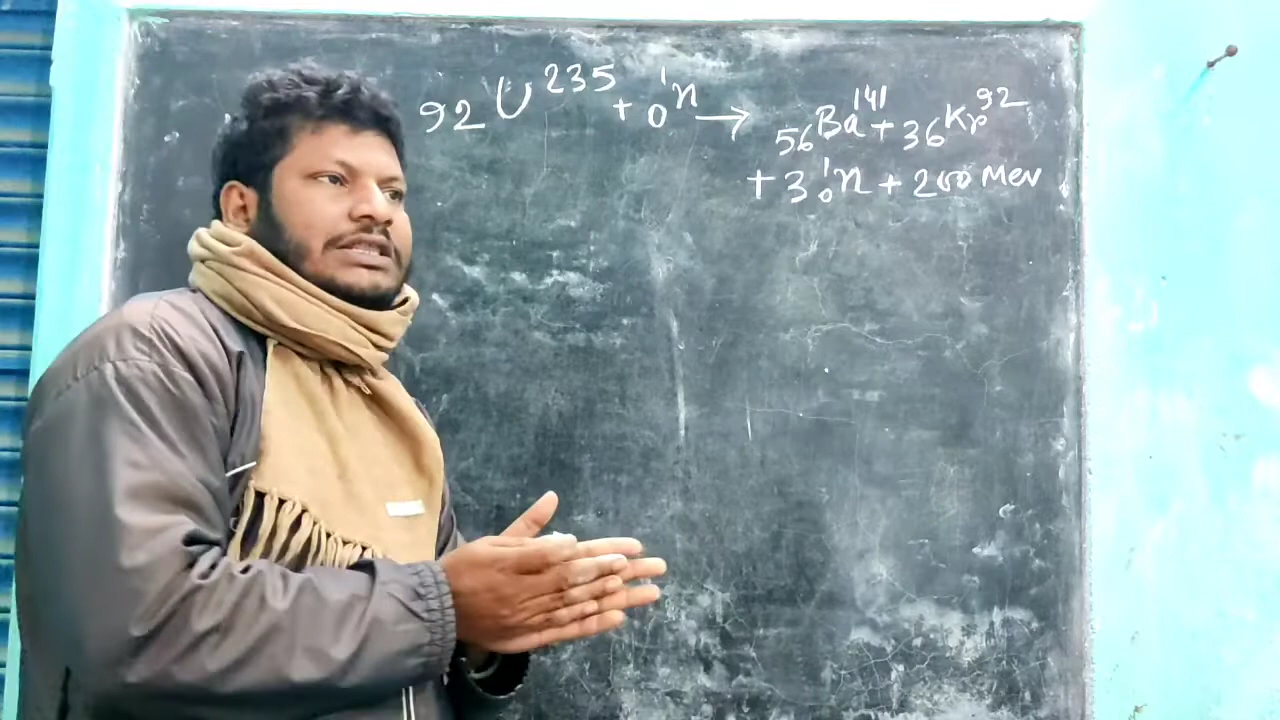 ₉₂U²³⁵ + ₀¹n → ₅₆Ba¹⁴¹ + ₃₆Kr⁹²
+ 3 ₀¹n + 200 Mev